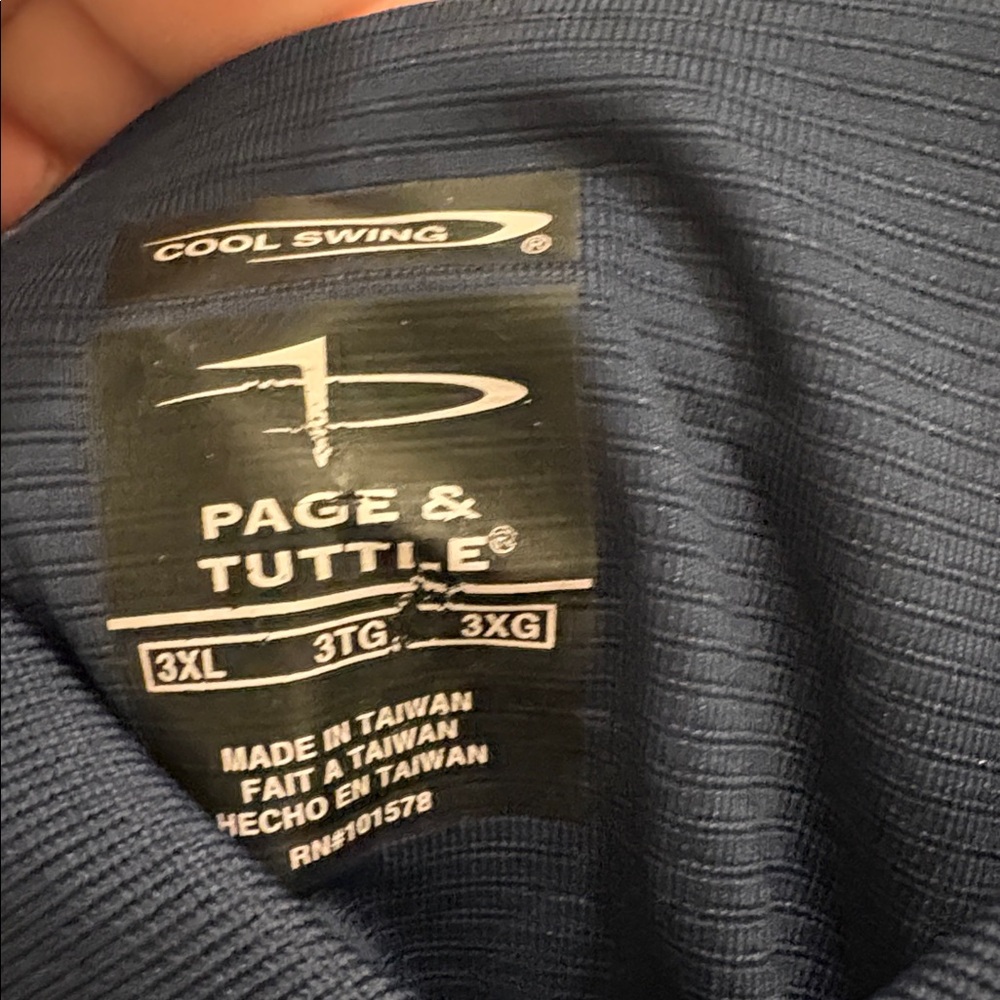 COOL SWING®
PAGE &
TUTTLE®
3XL 3TG 3XG
MADE IN TAIWAN
FAIT A TAIWAN
HECHO EN TAIWAN
RN#101578